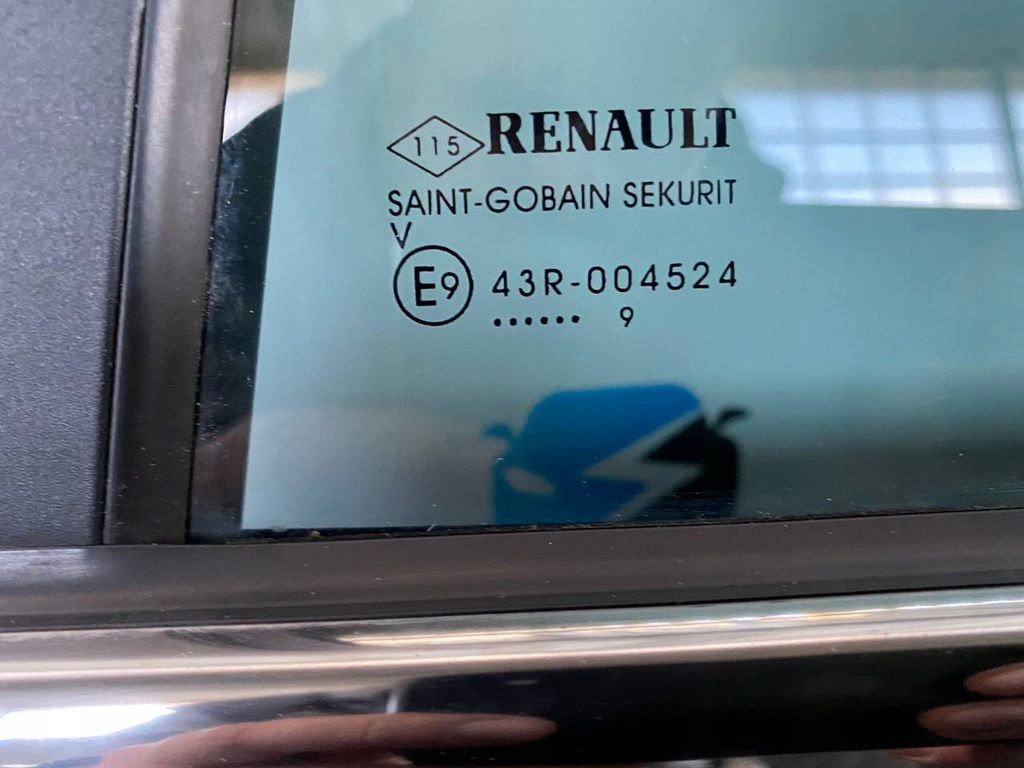 115 RENAULT
SAINT-GOBAIN SEKURIT
V
E9 43R-004524
...... 9